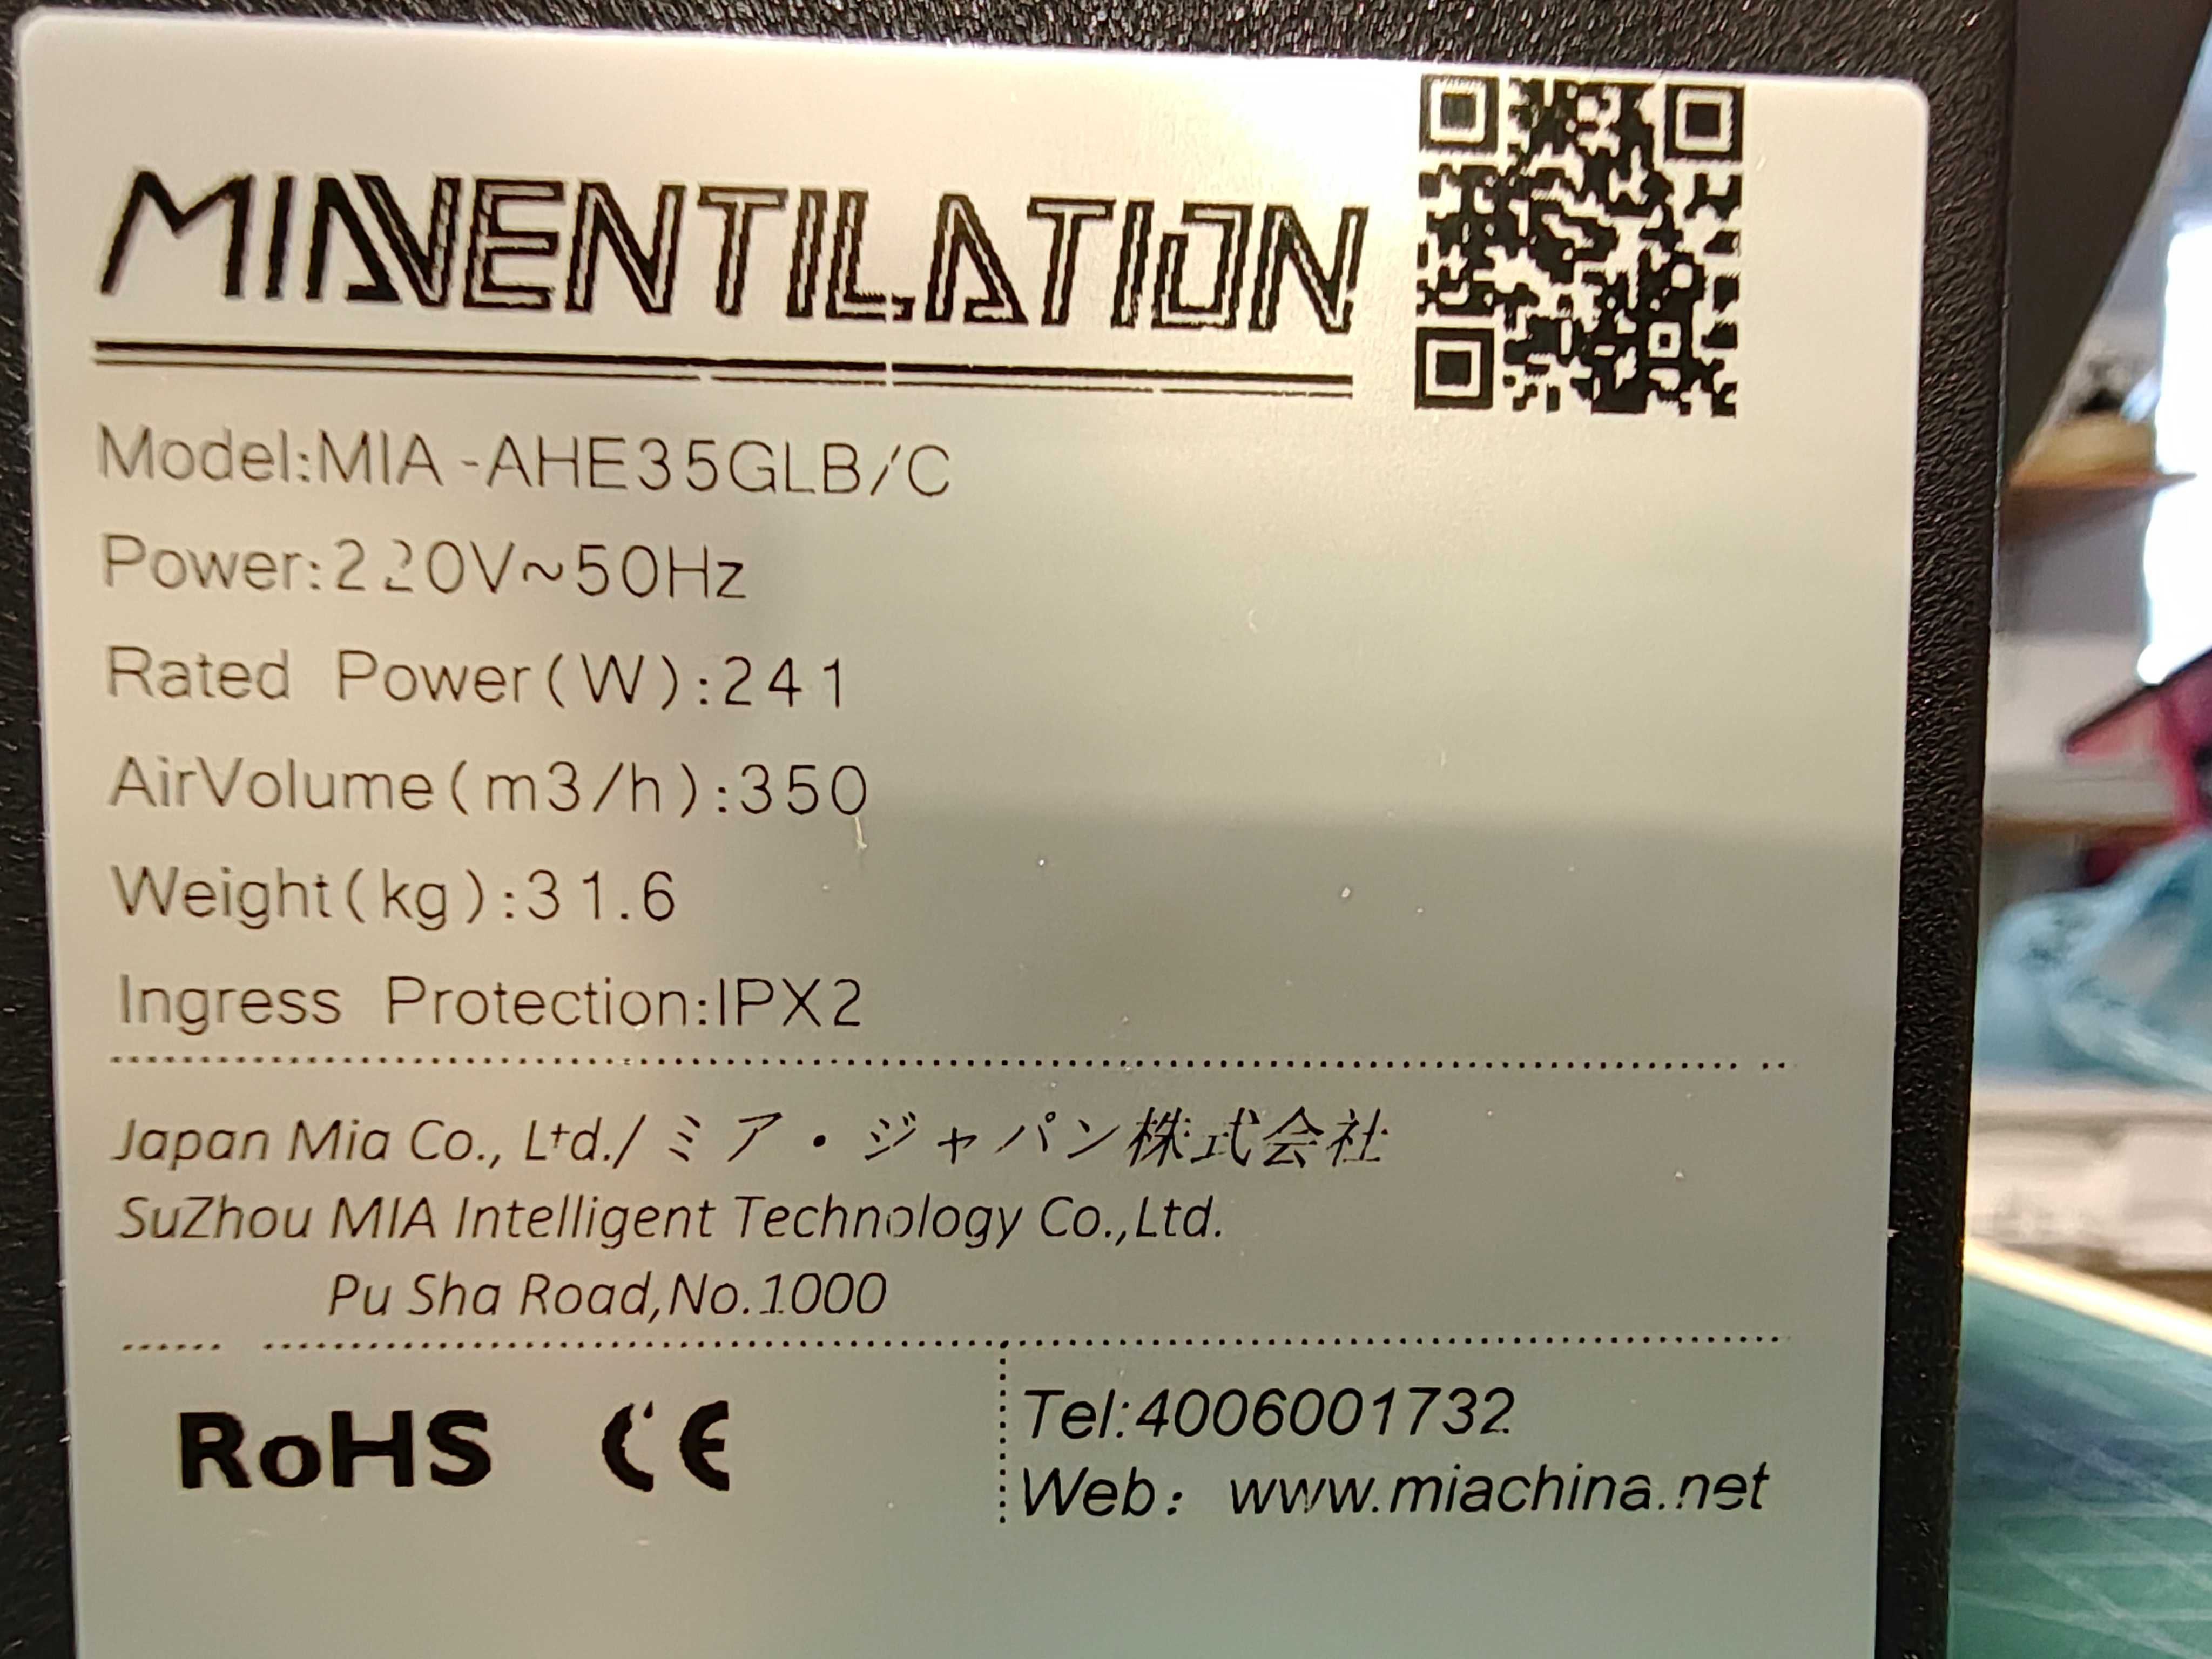 MIAVENTILATION
Model:MIA-AHE35GLB/C
Power:220V~50Hz
Rated Power(W):241
AirVolume(m3/h):350
Weight(kg):31.6
Ingress Protection:IPX2
Japan Mia Co., Ltd./ミア・ジャパン株式会社
SuZhou MIA Intelligent Technology Co.,Ltd.
Pu Sha Road,No.1000
RoHS CE
Tel:4006001732
Web：www.miachina.net